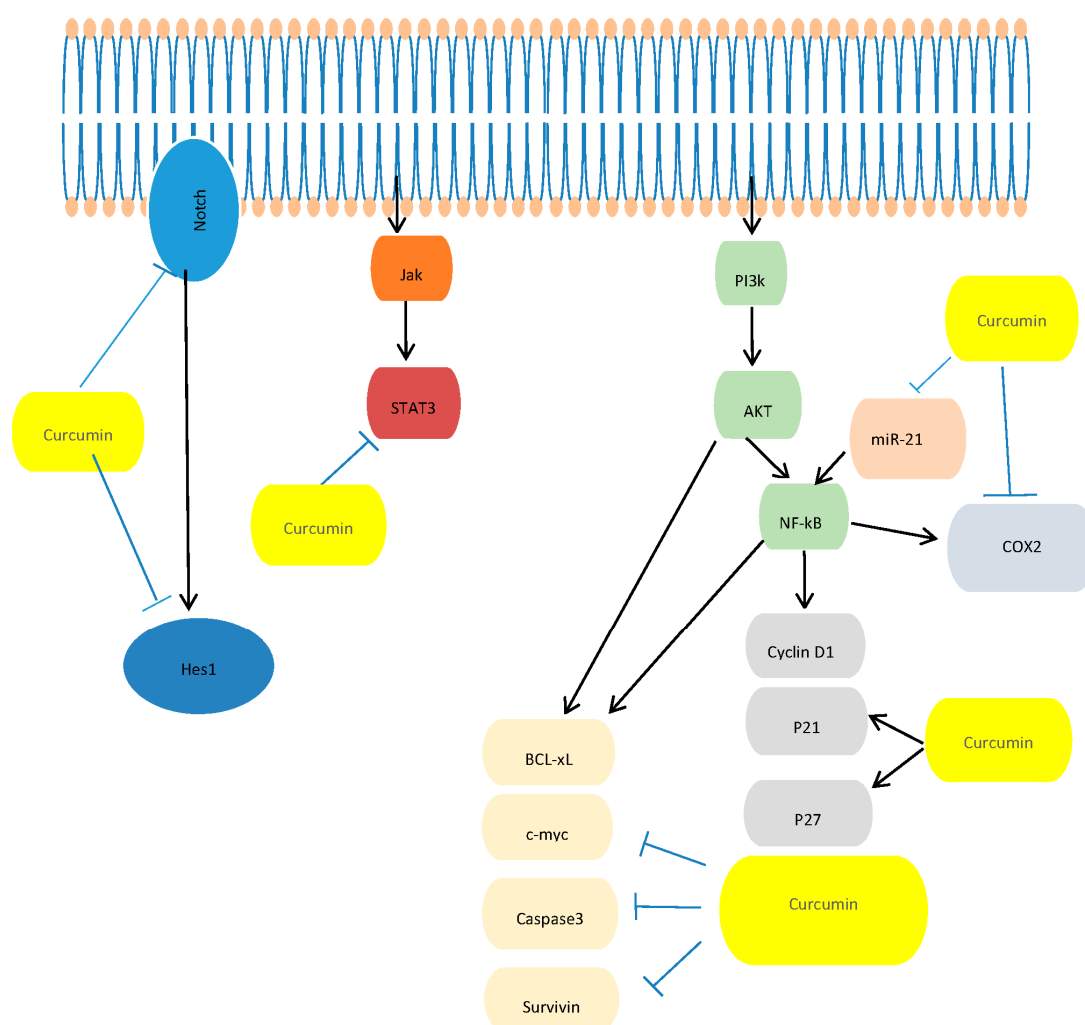 Notch
Jak
PI3k
Curcumin
STAT3
AKT
Curcumin
miR-21
Curcumin
NF-kB
COX2
Hes1
Cyclin D1
P21
Curcumin
BCL-xL
P27
c-myc
Curcumin
Caspase3
Survivin